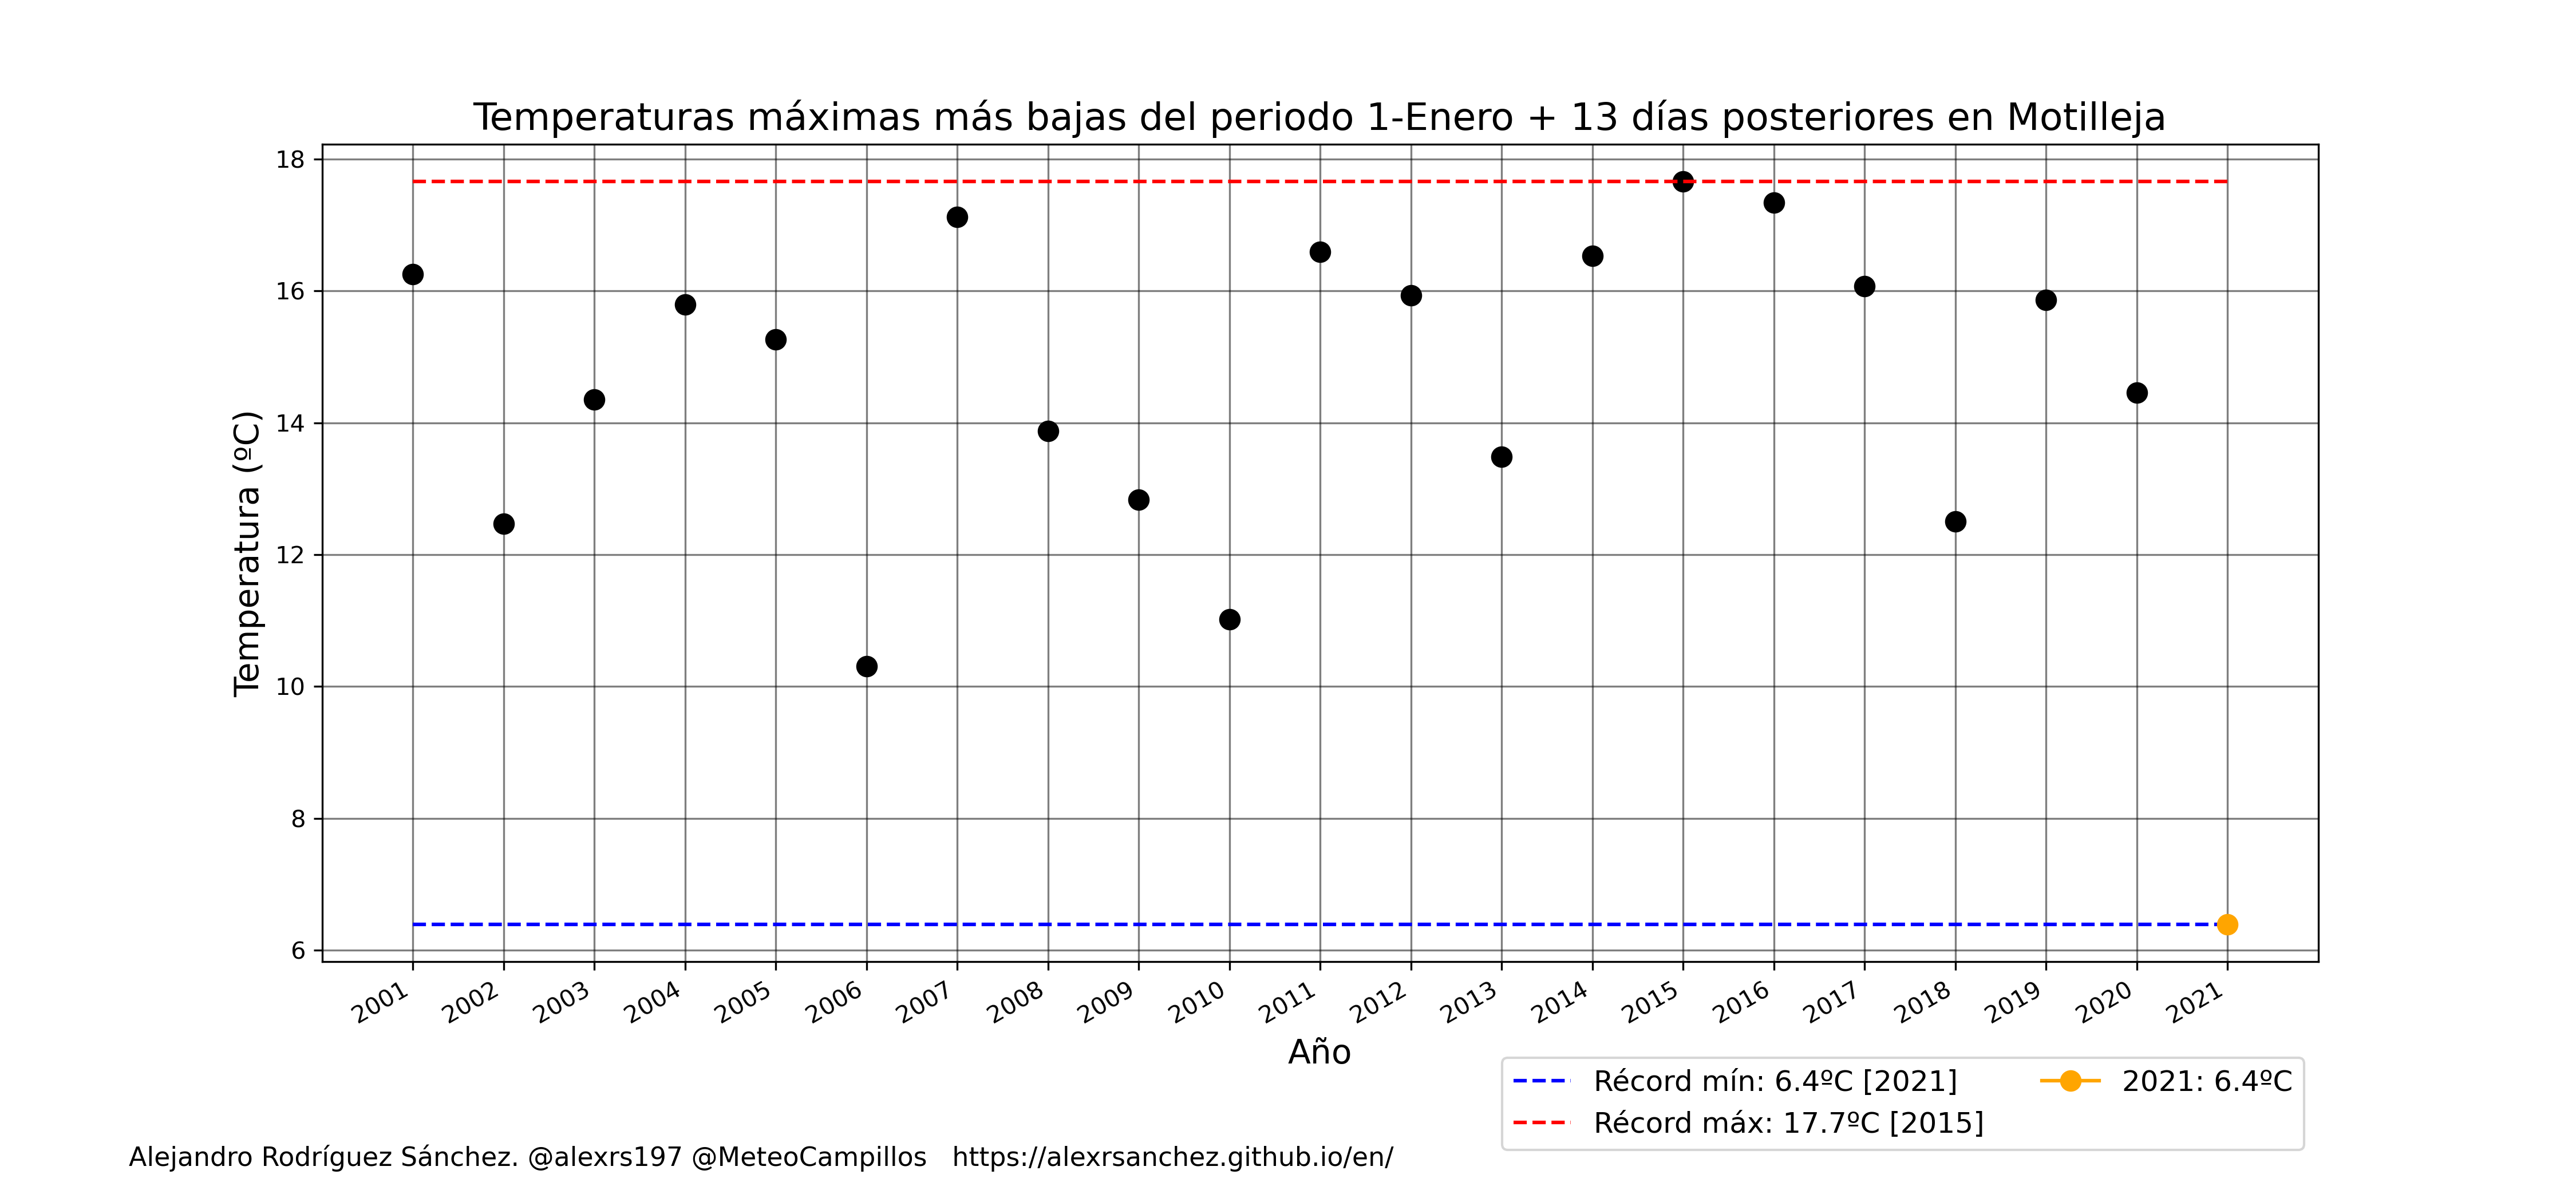 Temperaturas máximas más bajas del periodo 1-Enero + 13 días posteriores en Motilleja
Temperatura (ºC)
18
16
14
12
10
8
6
2001 2002 2003 2004 2005 2006 2007 2008 2009 2010 2011 2012 2013 2014 2015 2016 2017 2018 2019 2020 2021
Año
Récord mín: 6.4ºC [2021]
Récord máx: 17.7ºC [2015]
2021: 6.4ºC
Alejandro Rodríguez Sánchez. @alexrs197 @MeteoCampillos https://alexrsanchez.github.io/en/